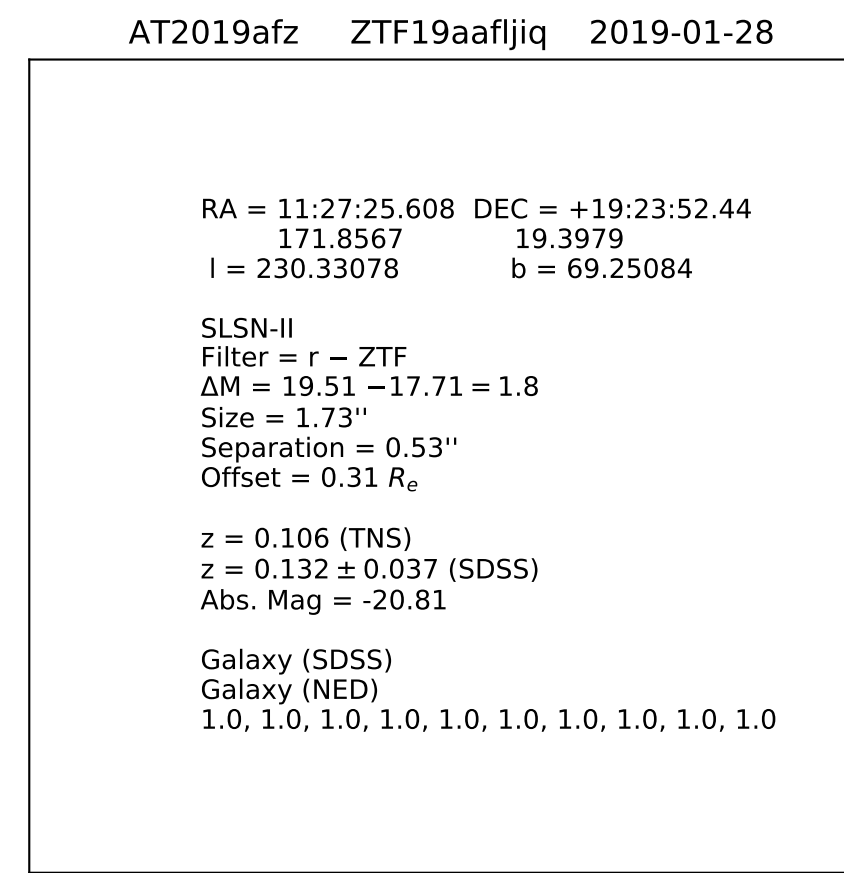 AT2019afz ZTF19aafljiq 2019-01-28
RA = 11:27:25.608 DEC = +19:23:52.44
171.8567 19.3979
l = 230.33078 b = 69.25084
SLSN-II
Filter = r − ZTF
ΔM = 19.51 −17.71 = 1.8
Size = 1.73''
Separation = 0.53''
Offset = 0.31 Rₑ
z = 0.106 (TNS)
z = 0.132 ± 0.037 (SDSS)
Abs. Mag = -20.81
Galaxy (SDSS)
Galaxy (NED)
1.0, 1.0, 1.0, 1.0, 1.0, 1.0, 1.0, 1.0, 1.0, 1.0